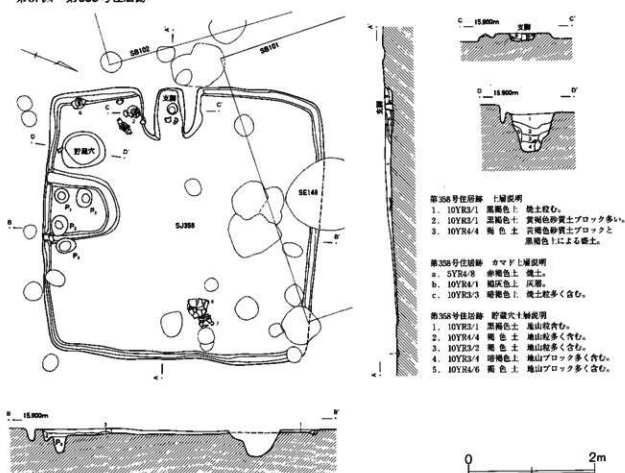 A
SB102
SB101
支脚
C
C'
D
貯蔵穴
D'
P₁
P₂
P₃
P₄
SJ358
SE148
B
B'
A'
A
支脚
A'
C 15.900m C'
支脚
D 15.900m D'
1
2
3
4
第358号住居跡 土層説明
1. 10YR3/1 黒褐色土 焼土粒む。
2. 10YR3/1 黒褐色土 黄褐色砂質土ブロック多い。
3. 10YR4/4 褐色土 黄褐色砂質土ブロックと
黒褐色土による盛土。
第358号住居跡 カマド土層説明
a. 5YR4/8 赤褐色土 焼土。
b. 10YR4/1 褐灰色土 灰層。
c. 10YR3/3 暗褐色土 焼土粒多く含む。
第358号住居跡 貯蔵穴土層説明
1. 10YR3/1 黒褐色土 地山粒含む。
2. 10YR4/4 褐色土 地山粒多く含む。
3. 10YR3/2 褐色土 地山粒多く含む。
4. 10YR3/4 暗褐色土 地山ブロック多く含む。
5. 10YR4/6 褐色土 地山ブロック多く含む。
B 15.900m B'
P₃
0 2m